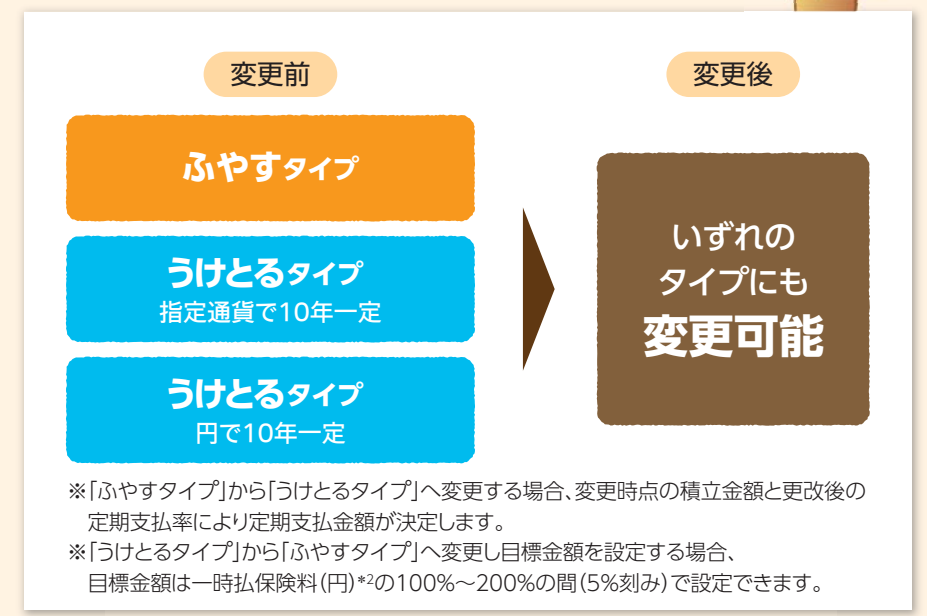 変更前
変更後
ふやすタイプ
うけとるタイプ
指定通貨で10年一定
うけとるタイプ
円で10年一定
いずれの
タイプにも
変更可能
※「ふやすタイプ」から「うけとるタイプ」へ変更する場合、変更時点の積立金額と更改後の
定期支払率により定期支払金額が決定します。
※「うけとるタイプ」から「ふやすタイプ」へ変更し目標金額を設定する場合、
目標金額は一時払保険料(円)*2の100%～200%の間(5%刻み)で設定できます。